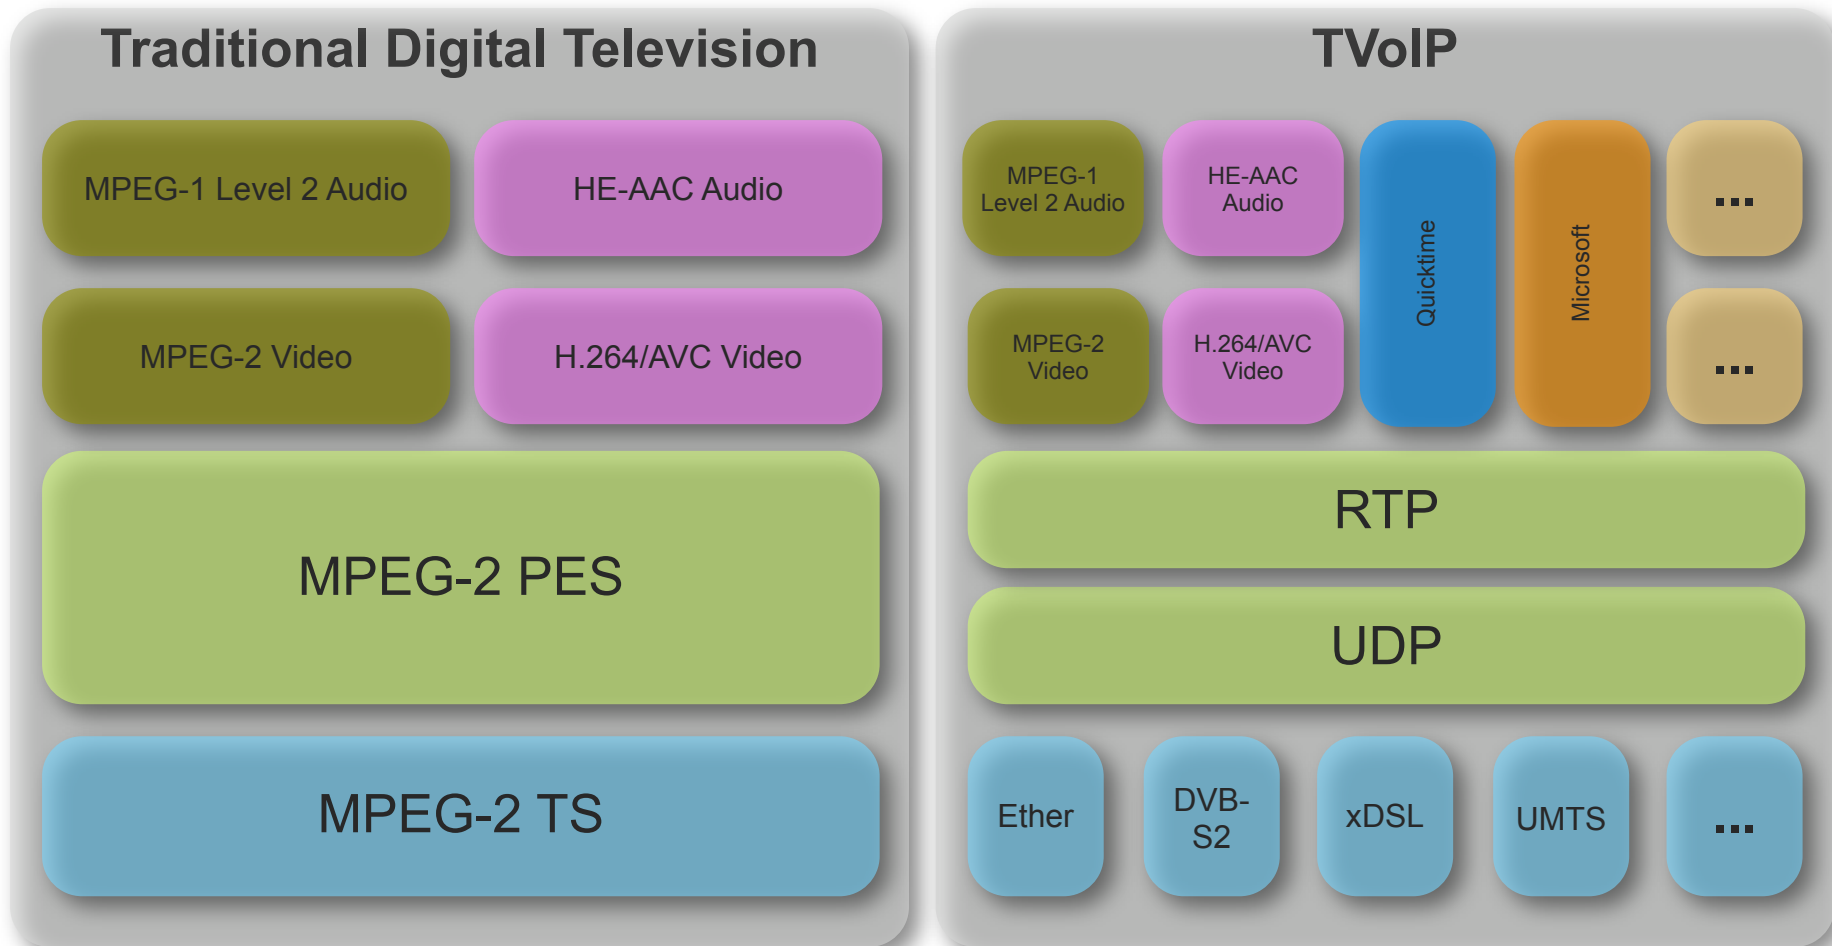 Traditional Digital Television
MPEG-1 Level 2 Audio
HE-AAC Audio
MPEG-2 Video
H.264/AVC Video
MPEG-2 PES
MPEG-2 TS
TVoIP
MPEG-1
Level 2 Audio
HE-AAC
Audio
Quicktime
Microsoft
...
MPEG-2
Video
H.264/AVC
Video
...
RTP
UDP
Ether
DVB-
S2
xDSL
UMTS
...